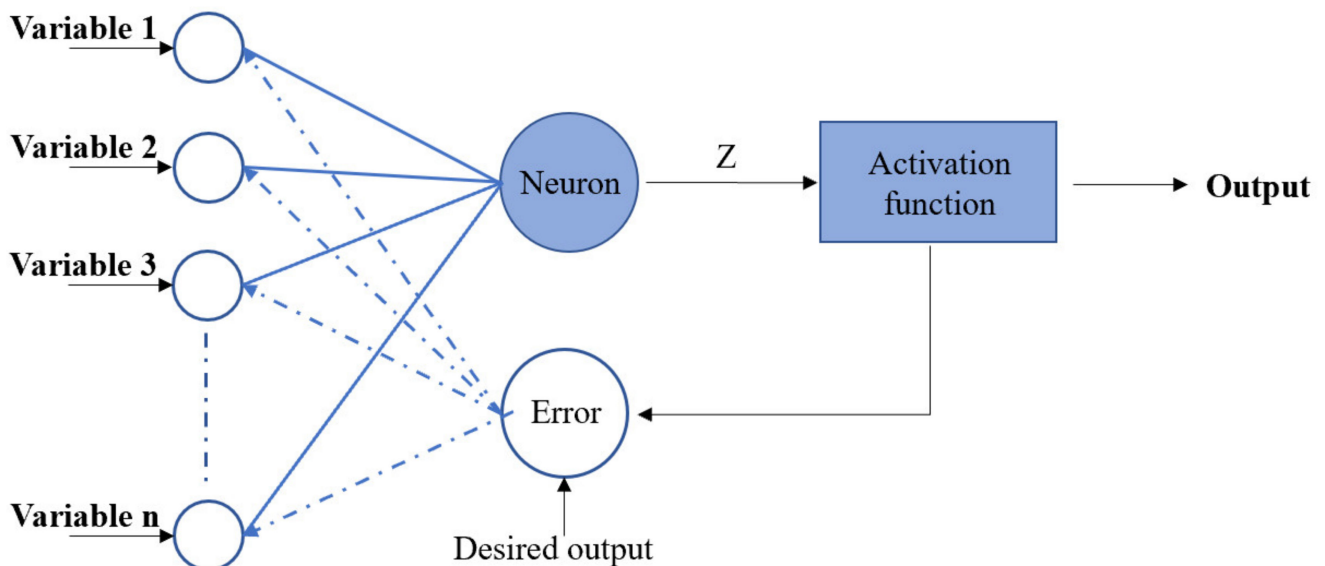 Variable 1
Variable 2
Variable 3
Variable n
Neuron
Z
Activation
function
Output
Error
Desired output